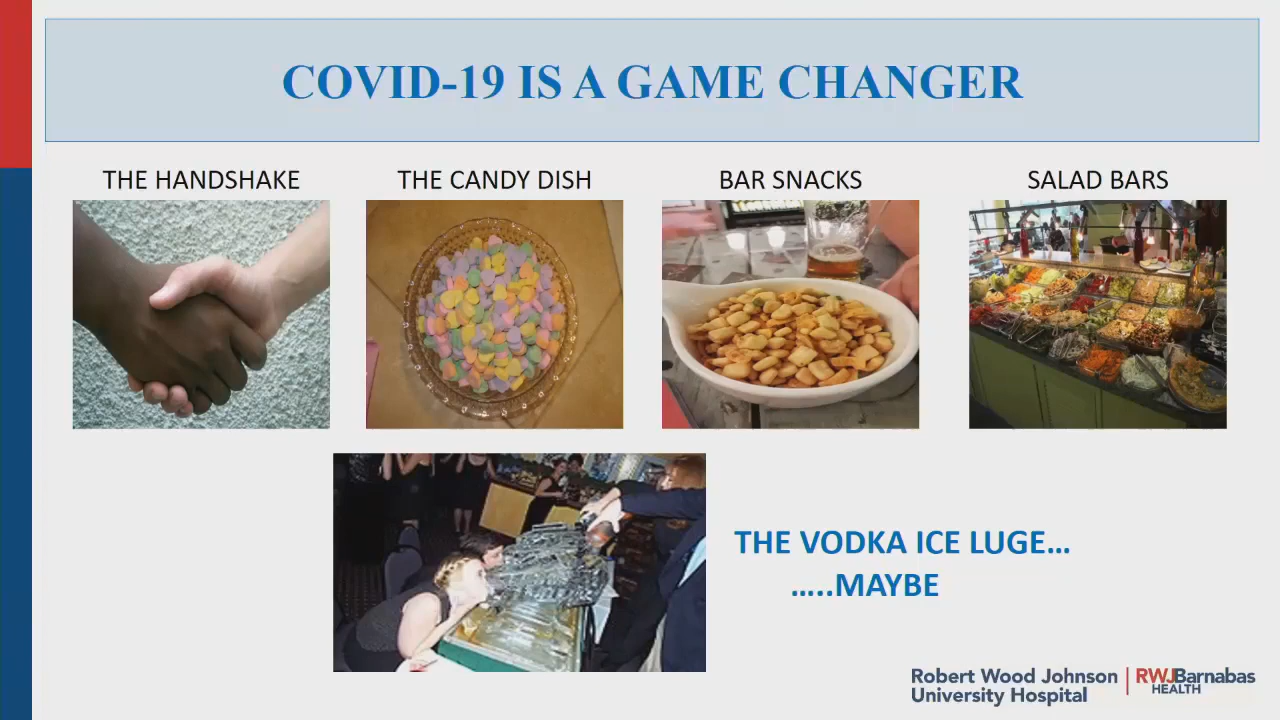 COVID-19 IS A GAME CHANGER
THE HANDSHAKE
THE CANDY DISH
BAR SNACKS
SALAD BARS
THE VODKA ICE LUGE...
.....MAYBE
Robert Wood Johnson
University Hospital
RWJBarnabas
HEALTH